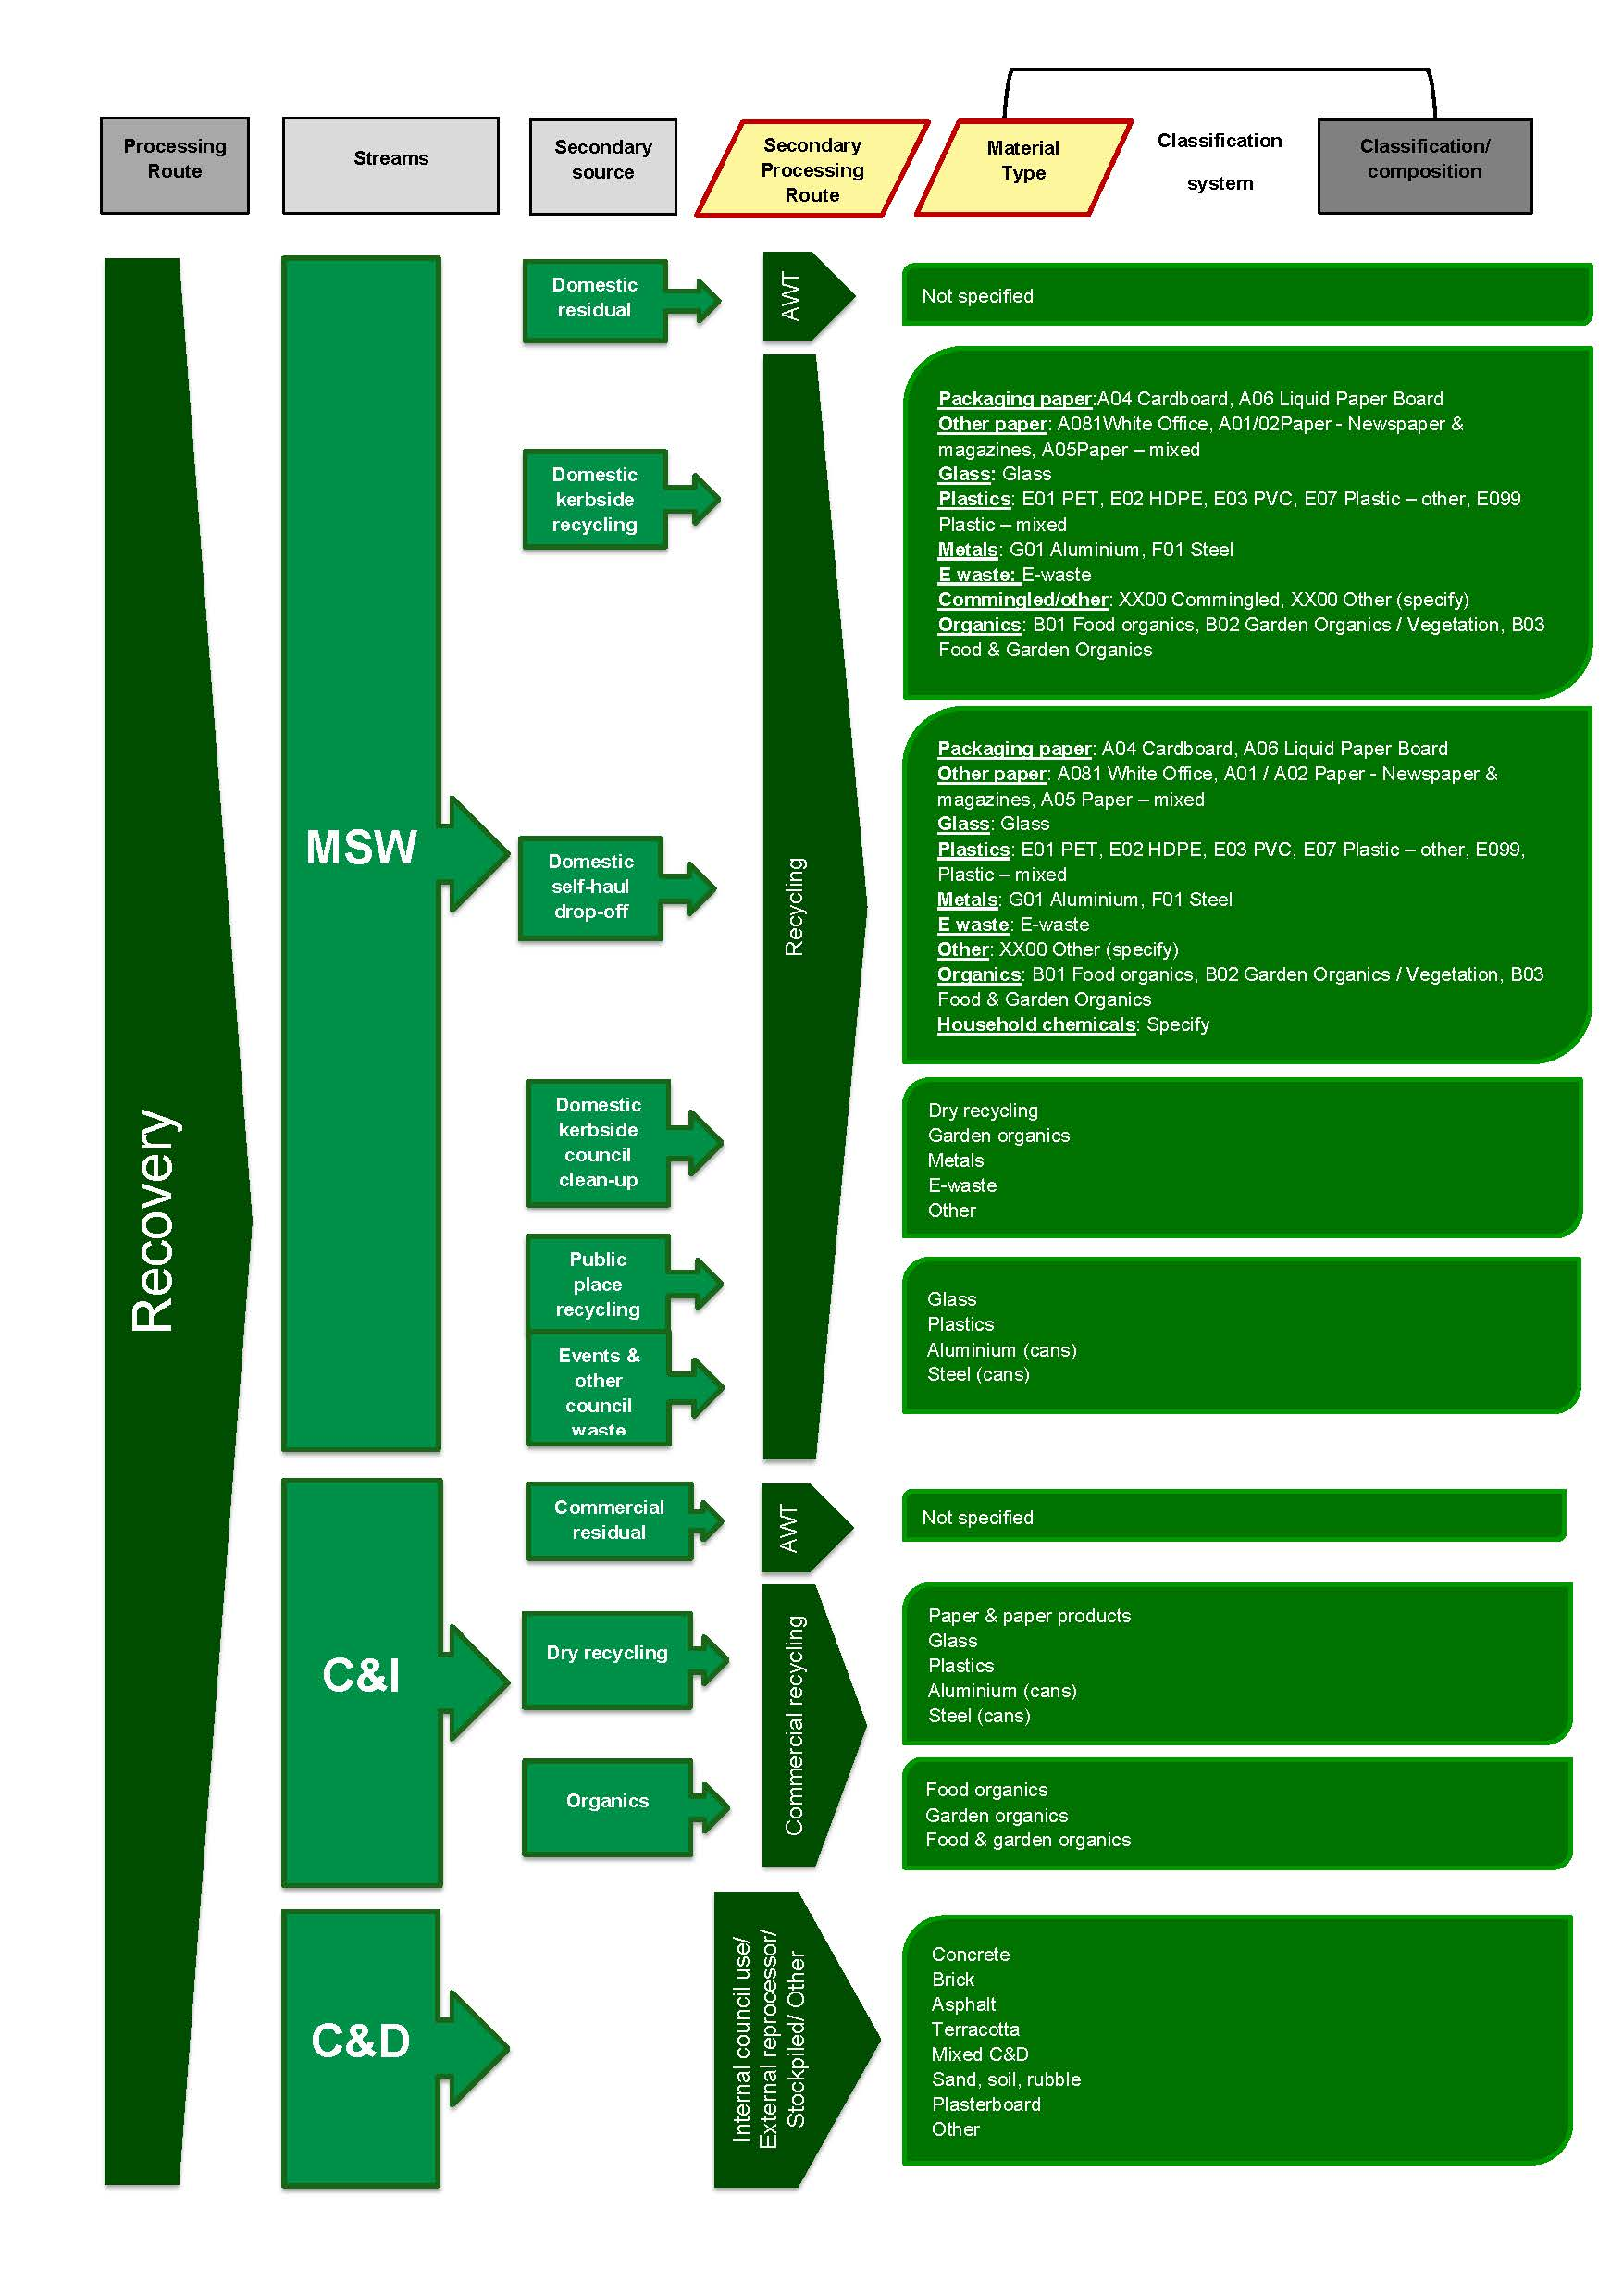 Processing
Route
Streams
Secondary
source
Secondary
Processing
Route
Material
Type
Classification
system
Classification/
composition
Recovery
MSW
Domestic
residual
AWT
Not specified
Domestic
kerbside
recycling
Recycling
Packaging paper:A04 Cardboard, A06 Liquid Paper Board
Other paper: A081White Office, A01/02Paper - Newspaper &
magazines, A05Paper – mixed
Glass: Glass
Plastics: E01 PET, E02 HDPE, E03 PVC, E07 Plastic – other, E099
Plastic – mixed
Metals: G01 Aluminium, F01 Steel
E waste: E-waste
Commingled/other: XX00 Commingled, XX00 Other (specify)
Organics: B01 Food organics, B02 Garden Organics / Vegetation, B03
Food & Garden Organics
Domestic
self-haul
drop-off
Packaging paper: A04 Cardboard, A06 Liquid Paper Board
Other paper: A081 White Office, A01 / A02 Paper - Newspaper &
magazines, A05 Paper – mixed
Glass: Glass
Plastics: E01 PET, E02 HDPE, E03 PVC, E07 Plastic – other, E099,
Plastic – mixed
Metals: G01 Aluminium, F01 Steel
E waste: E-waste
Other: XX00 Other (specify)
Organics: B01 Food organics, B02 Garden Organics / Vegetation, B03
Food & Garden Organics
Household chemicals: Specify
Domestic
kerbside
council
clean-up
Dry recycling
Garden organics
Metals
E-waste
Other
Public
place
recycling
Events &
other
council
waste
Glass
Plastics
Aluminium (cans)
Steel (cans)
C&I
Commercial
residual
AWT
Not specified
Dry recycling
Commercial recycling
Paper & paper products
Glass
Plastics
Aluminium (cans)
Steel (cans)
Organics
Food organics
Garden organics
Food & garden organics
C&D
Internal council use/
External reprocessor/
Stockpiled/ Other
Concrete
Brick
Asphalt
Terracotta
Mixed C&D
Sand, soil, rubble
Plasterboard
Other